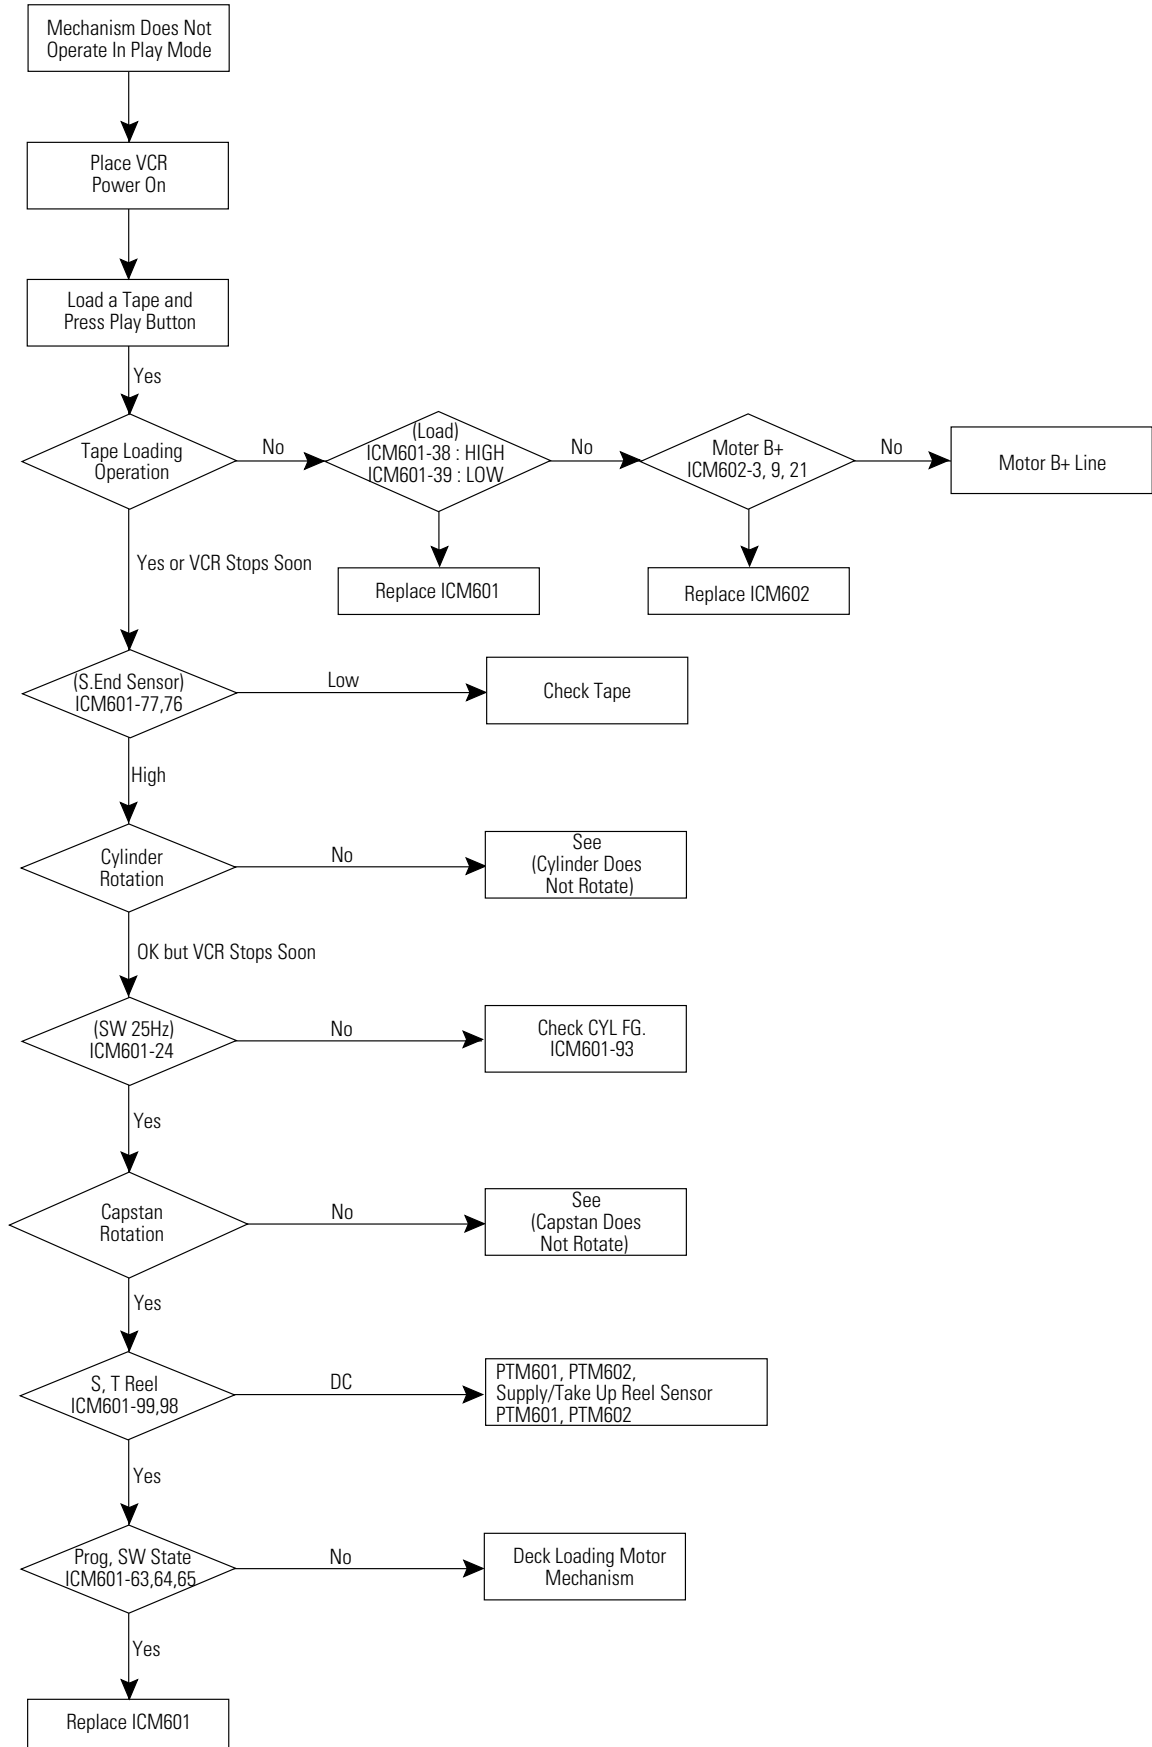 Mechanism Does Not
Operate In Play Mode
Place VCR
Power On
Load a Tape and
Press Play Button
Yes
Tape Loading
Operation
No
(Load)
ICM601-38 : HIGH
ICM601-39 : LOW
No
Moter B+
ICM602-3, 9, 21
No
Motor B+ Line
Yes or VCR Stops Soon
Replace ICM601
Replace ICM602
(S.End Sensor)
ICM601-77,76
Low
Check Tape
High
Cylinder
Rotation
No
See
(Cylinder Does
Not Rotate)
OK but VCR Stops Soon
(SW 25Hz)
ICM601-24
No
Check CYL FG.
ICM601-93
Yes
Capstan
Rotation
No
See
(Capstan Does
Not Rotate)
Yes
S, T Reel
ICM601-99,98
DC
PTM601, PTM602,
Supply/Take Up Reel Sensor
PTM601, PTM602
Yes
Prog, SW State
ICM601-63,64,65
No
Deck Loading Motor
Mechanism
Yes
Replace ICM601